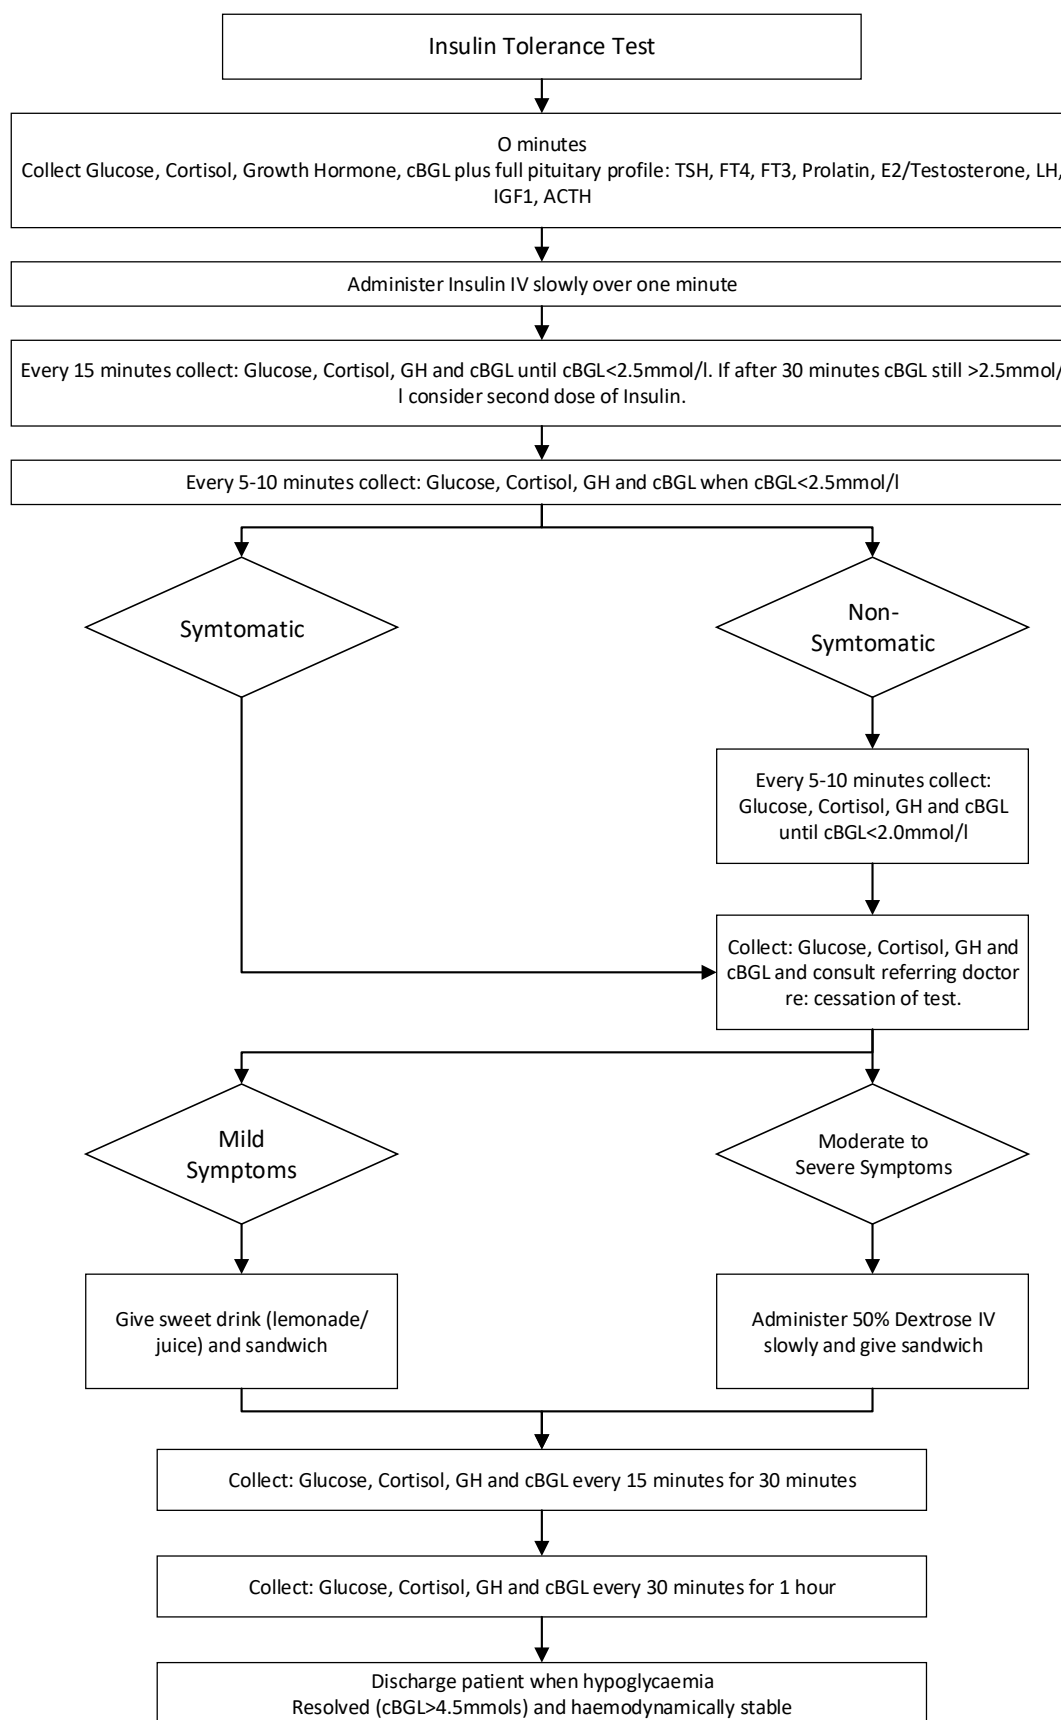 Insulin Tolerance Test
O minutes
Collect Glucose, Cortisol, Growth Hormone, cBGL plus full pituitary profile: TSH, FT4, FT3, Prolatin, E2/Testosterone, LH,
IGF1, ACTH
Administer Insulin IV slowly over one minute
Every 15 minutes collect: Glucose, Cortisol, GH and cBGL until cBGL<2.5mmol/l. If after 30 minutes cBGL still >2.5mmol/
l consider second dose of Insulin.
Every 5-10 minutes collect: Glucose, Cortisol, GH and cBGL when cBGL<2.5mmol/l
Symtomatic
Non-
Symtomatic
Every 5-10 minutes collect:
Glucose, Cortisol, GH and cBGL
until cBGL<2.0mmol/l
Collect: Glucose, Cortisol, GH and
cBGL and consult referring doctor
re: cessation of test.
Mild
Symptoms
Moderate to
Severe Symptoms
Give sweet drink (lemonade/
juice) and sandwich
Administer 50% Dextrose IV
slowly and give sandwich
Collect: Glucose, Cortisol, GH and cBGL every 15 minutes for 30 minutes
Collect: Glucose, Cortisol, GH and cBGL every 30 minutes for 1 hour
Discharge patient when hypoglycaemia
Resolved (cBGL>4.5mmols) and haemodynamically stable